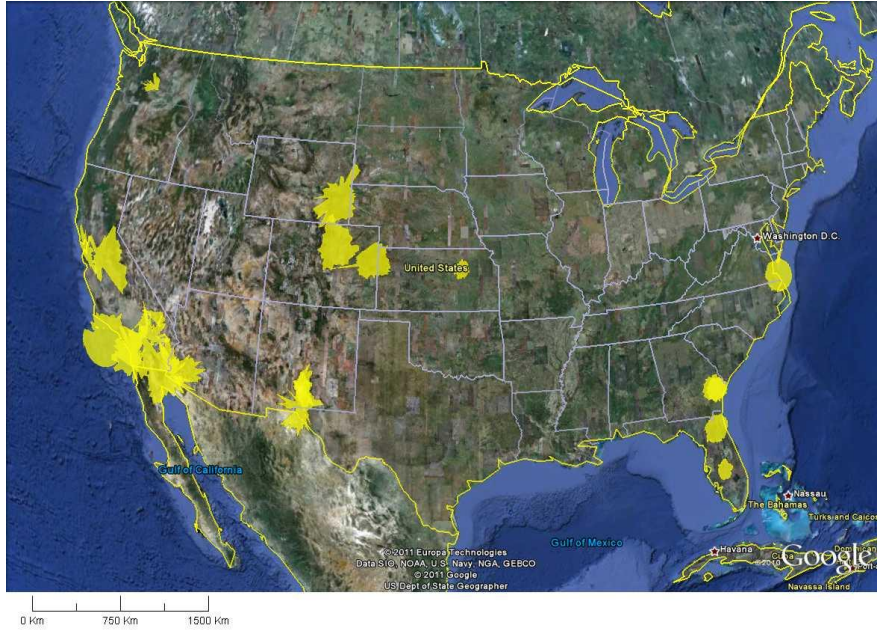 Washington D.C.
United States
Gulf of California
Nassau
The Bahamas
Turks and Caicos
Gulf of Mexico
Havana
Cuba
©2011 Europa Technologies
Data SIO, NOAA, U.S. Navy, NGA, GEBCO
© 2011 Google
US Dept of State Geographer
©2010 Google
Navassa Island
0 Km 750 Km 1500 Km